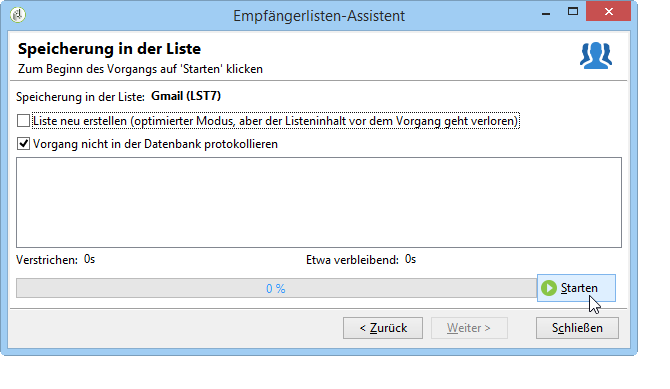 Empfängerlisten-Assistent
Speicherung in der Liste
Zum Beginn des Vorgangs auf 'Starten' klicken
Speicherung in der Liste: Gmail (LST7)
Liste neu erstellen (optimierter Modus, aber der Listeninhalt vor dem Vorgang geht verloren)
Vorgang nicht in der Datenbank protokollieren
Verstrichen: 0s Etwa verbleibend: 0s
0 % Starten
< Zurück Weiter > Schließen